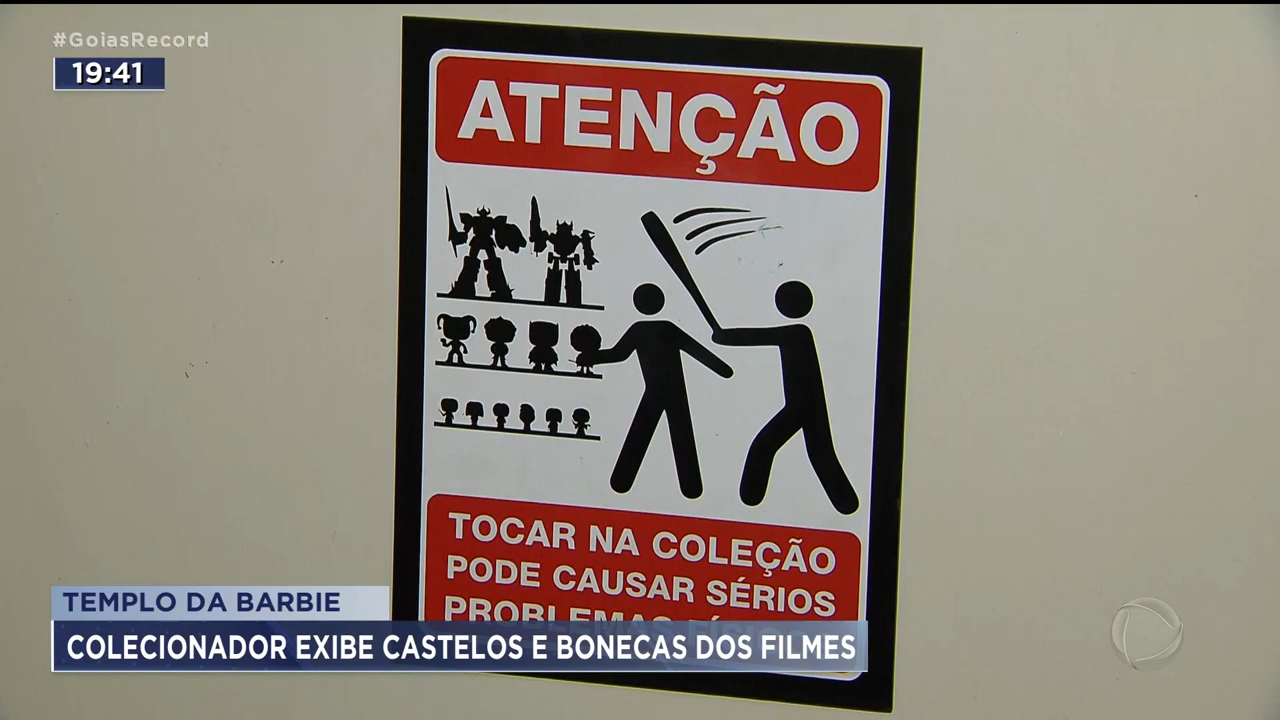 #GoiasRecord
19:41
ATENÇÃO
TOCAR NA COLEÇÃO
PODE CAUSAR SÉRIOS
PROBLEMAS
TEMPLO DA BARBIE
COLECIONADOR EXIBE CASTELOS E BONECAS DOS FILMES